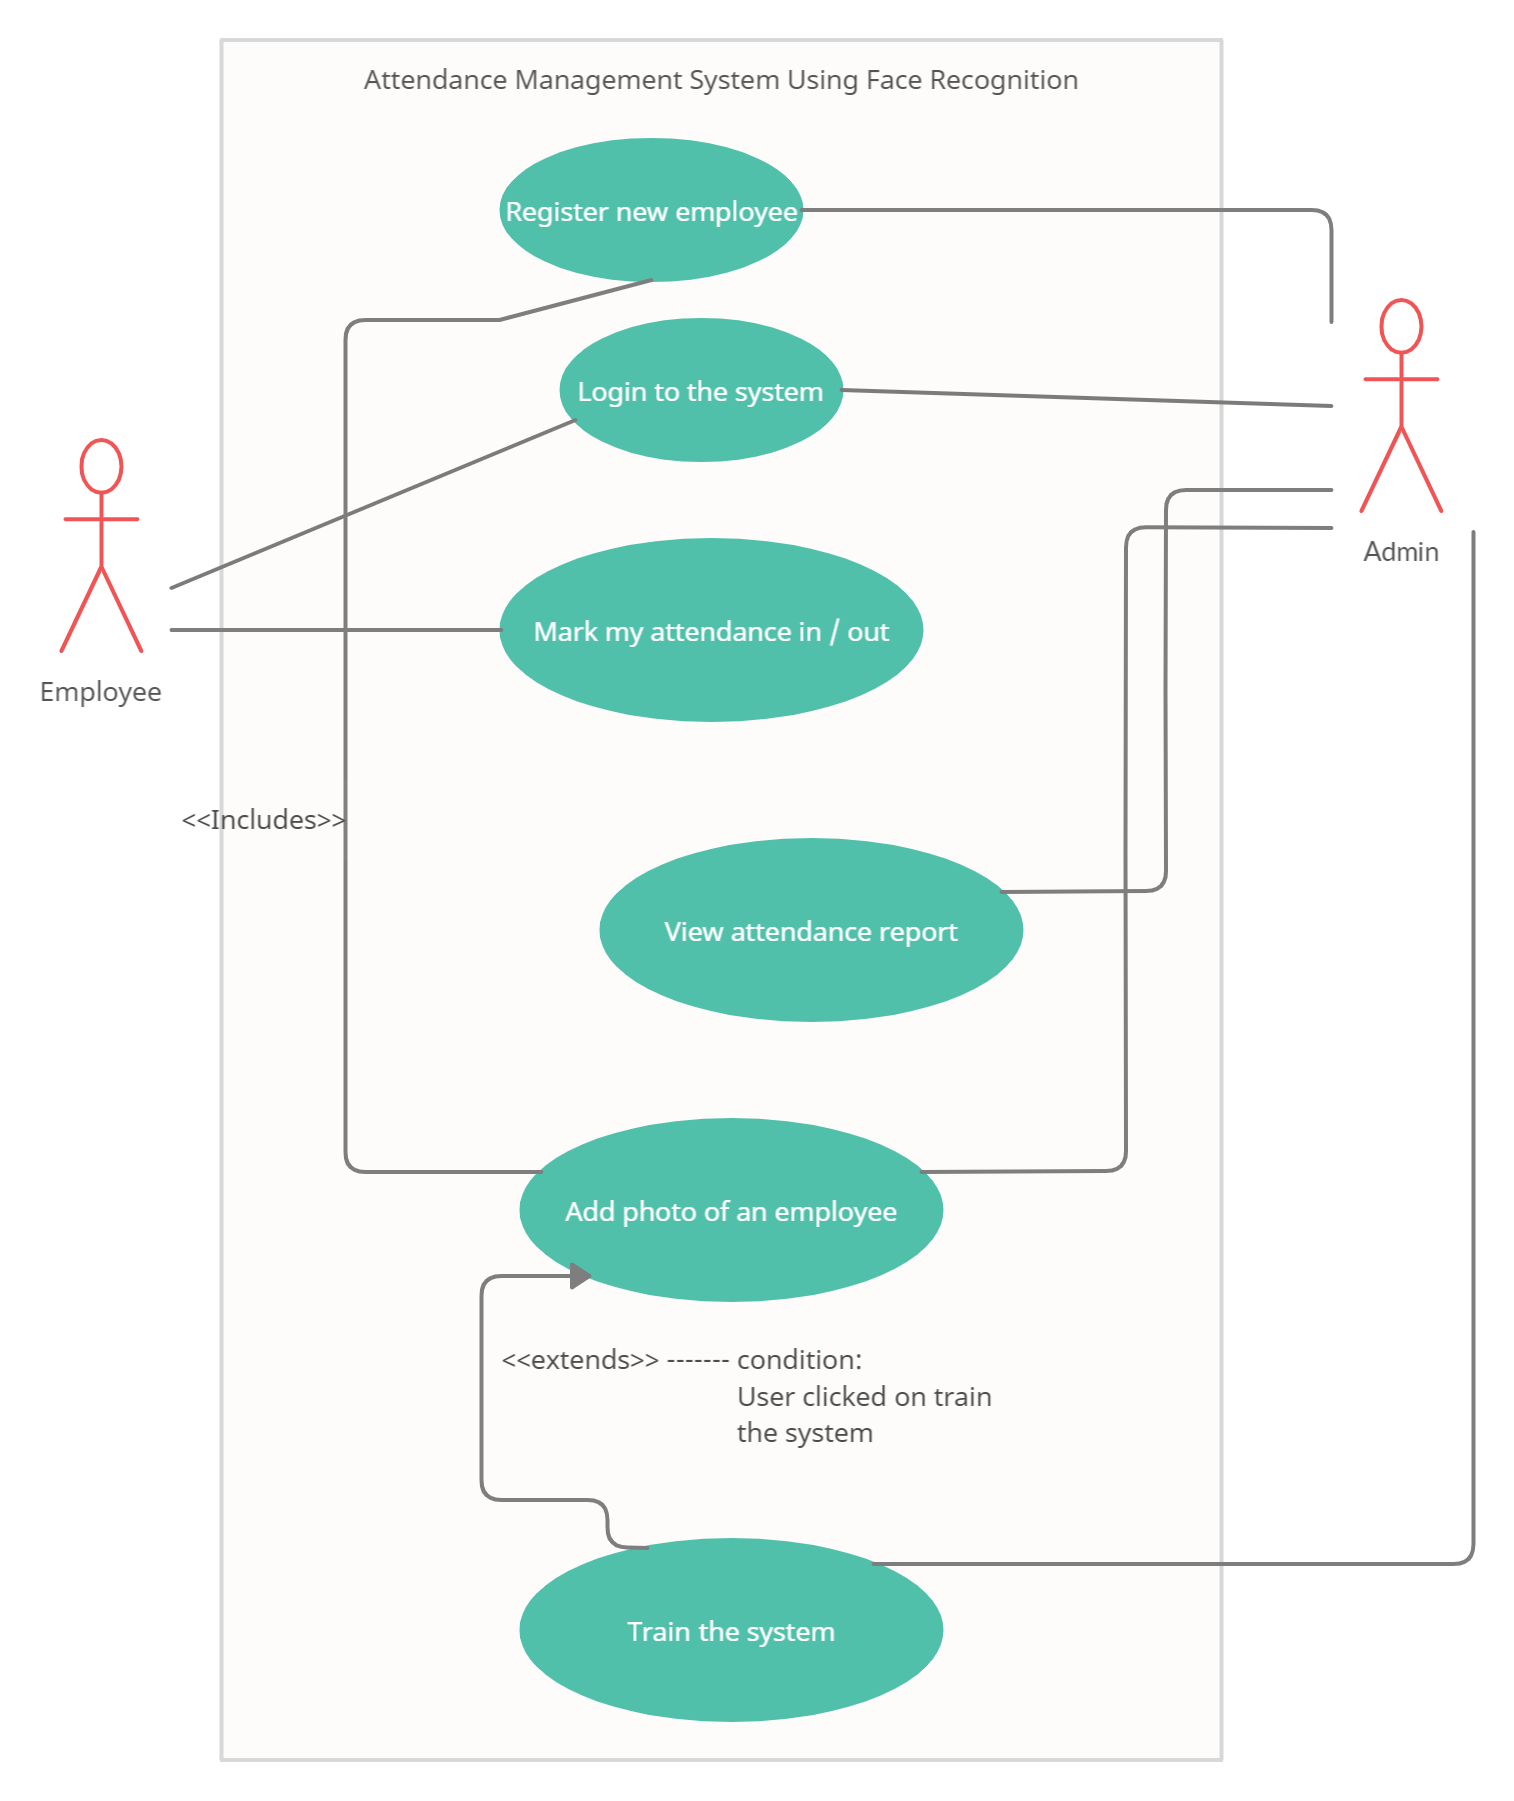 Attendance Management System Using Face Recognition
Register new employee
Login to the system
Admin
Mark my attendance in / out
Employee
<<Includes>>
View attendance report
Add photo of an employee
<<extends>> ------- condition:
User clicked on train
the system
Train the system